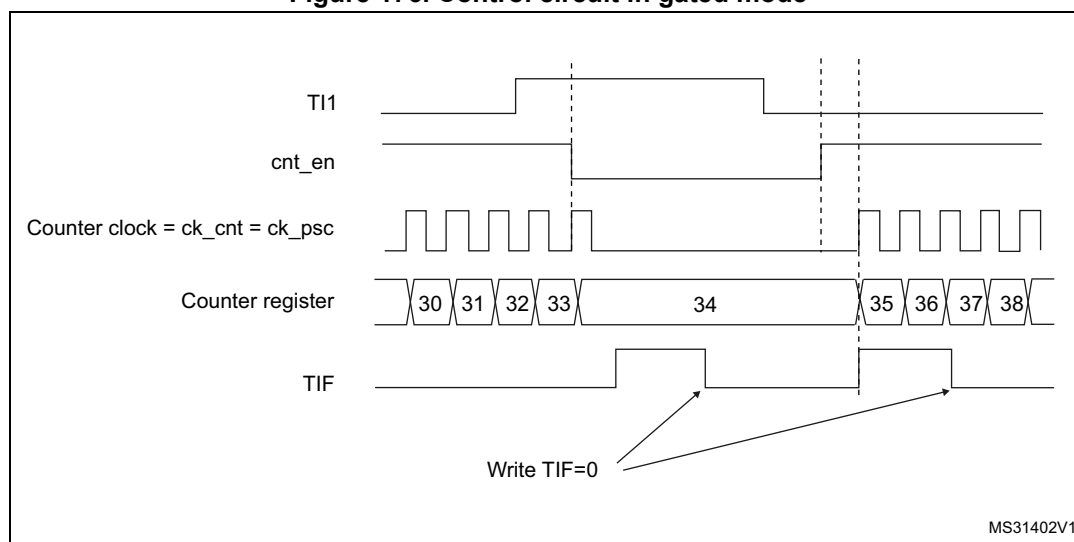 Figure Control circuit in gated mode
TI1
cnt_en
Counter clock = ck_cnt = ck_psc
Counter register 30 31 32 33 34 35 36 37 38
TIF
Write TIF=0
MS31402V1